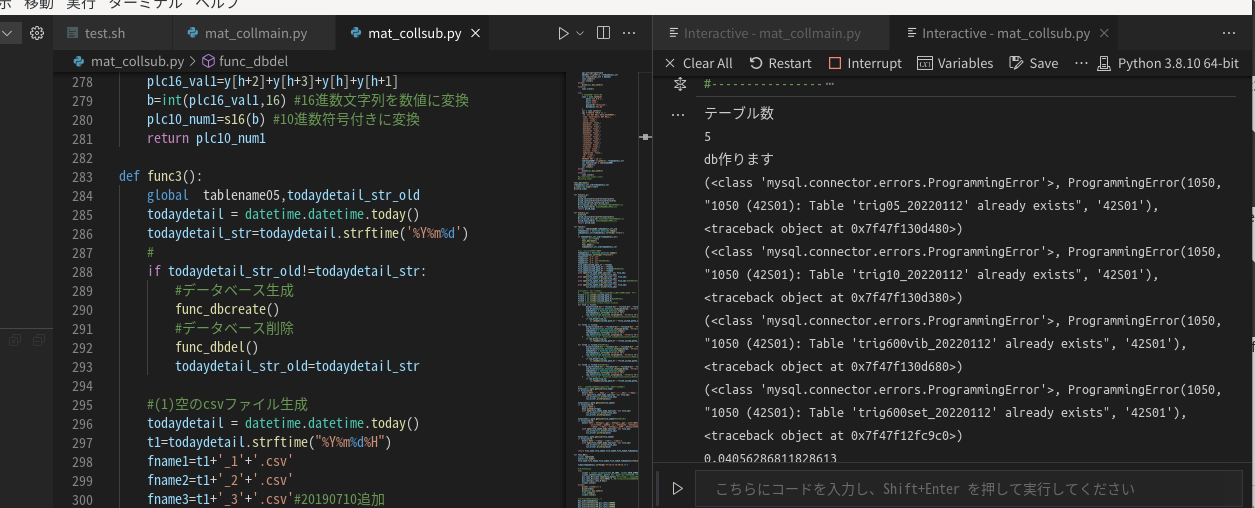 ホ 移動 実行 ターミナル ヘルプ
test.sh mat_collmain.py mat_collsub.py ✕
mat_collsub.py > func_dbdel
278 plc16_val1=y[h+2]+y[h+3]+y[h]+y[h+1]
279 b=int(plc16_val1,16) #16進数文字列を数値に変換
280 plc10_num1=s16(b) #10進数符号付きに変換
281 return plc10_num1
282
283 def func3():
284 global tablename05,todaydetail_str_old
285 todaydetail = datetime.datetime.today()
286 todaydetail_str=todaydetail.strftime('%Y%m%d')
287 #
288 if todaydetail_str_old!=todaydetail_str:
289 #データベース生成
290 func_dbcreate()
291 #データベース削除
292 func_dbdel()
293 todaydetail_str_old=todaydetail_str
294
295 #(1)空のcsvファイル生成
296 todaydetail = datetime.datetime.today()
297 t1=todaydetail.strftime("%Y%m%d%H")
298 fname1=t1+'_1'+'.csv'
299 fname2=t1+'_2'+'.csv'
300 fname3=t1+'_3'+'.csv'#20190710追加
Interactive - mat_collmain.py Interactive - mat_collsub.py ✕ ···
Clear All Restart Interrupt Variables Save ··· Python 3.8.10 64-bit
#----------------···
··· テーブル数
5
db作ります
(<class 'mysql.connector.errors.ProgrammingError'>, ProgrammingError(1050,
"1050 (42S01): Table 'trig05_20220112' already exists", '42S01'),
<traceback object at 0x7f47f130d480>)
(<class 'mysql.connector.errors.ProgrammingError'>, ProgrammingError(1050,
"1050 (42S01): Table 'trig10_20220112' already exists", '42S01'),
<traceback object at 0x7f47f130d380>)
(<class 'mysql.connector.errors.ProgrammingError'>, ProgrammingError(1050,
"1050 (42S01): Table 'trig600vib_20220112' already exists", '42S01'),
<traceback object at 0x7f47f130d680>)
(<class 'mysql.connector.errors.ProgrammingError'>, ProgrammingError(1050,
"1050 (42S01): Table 'trig600set_20220112' already exists", '42S01'),
<traceback object at 0x7f47f12fc9c0>)
0.04056286811828613
こちらにコードを入力し、Shift+Enter を押して実行してください